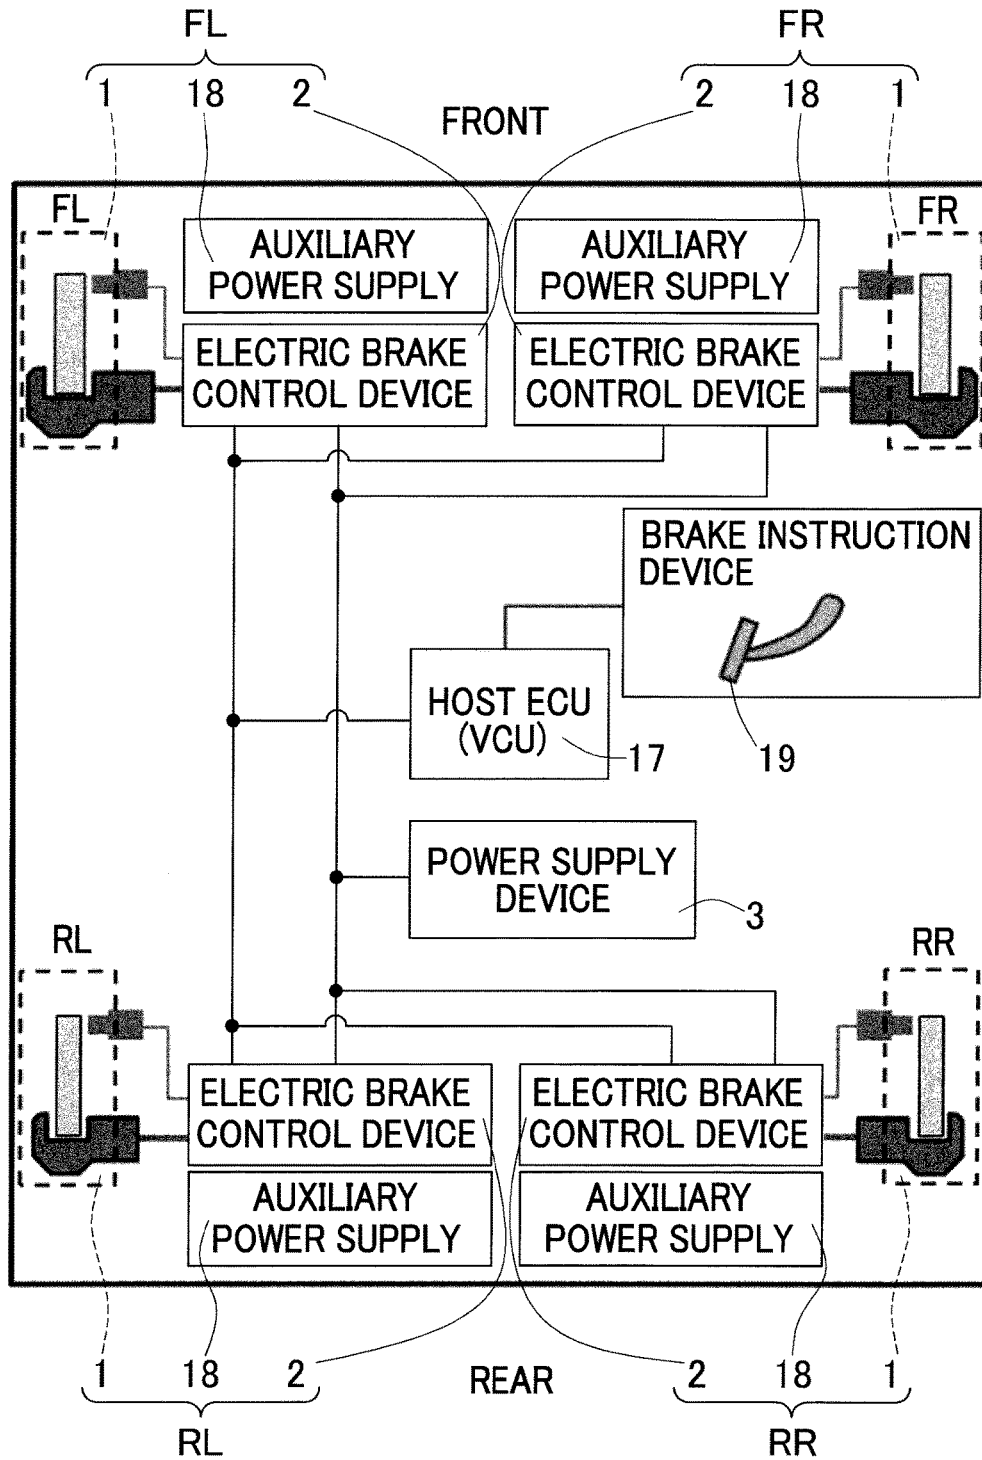 FL FR
1 18 2 2 18 1
FRONT
FL FR
AUXILIARY
POWER SUPPLY
AUXILIARY
POWER SUPPLY
ELECTRIC BRAKE
CONTROL DEVICE
ELECTRIC BRAKE
CONTROL DEVICE
BRAKE INSTRUCTION
DEVICE
19
HOST ECU
(VCU)
17
POWER SUPPLY
DEVICE
3
RL RR
ELECTRIC BRAKE
CONTROL DEVICE
ELECTRIC BRAKE
CONTROL DEVICE
AUXILIARY
POWER SUPPLY
AUXILIARY
POWER SUPPLY
1 18 2 2 18 1
REAR
RL RR